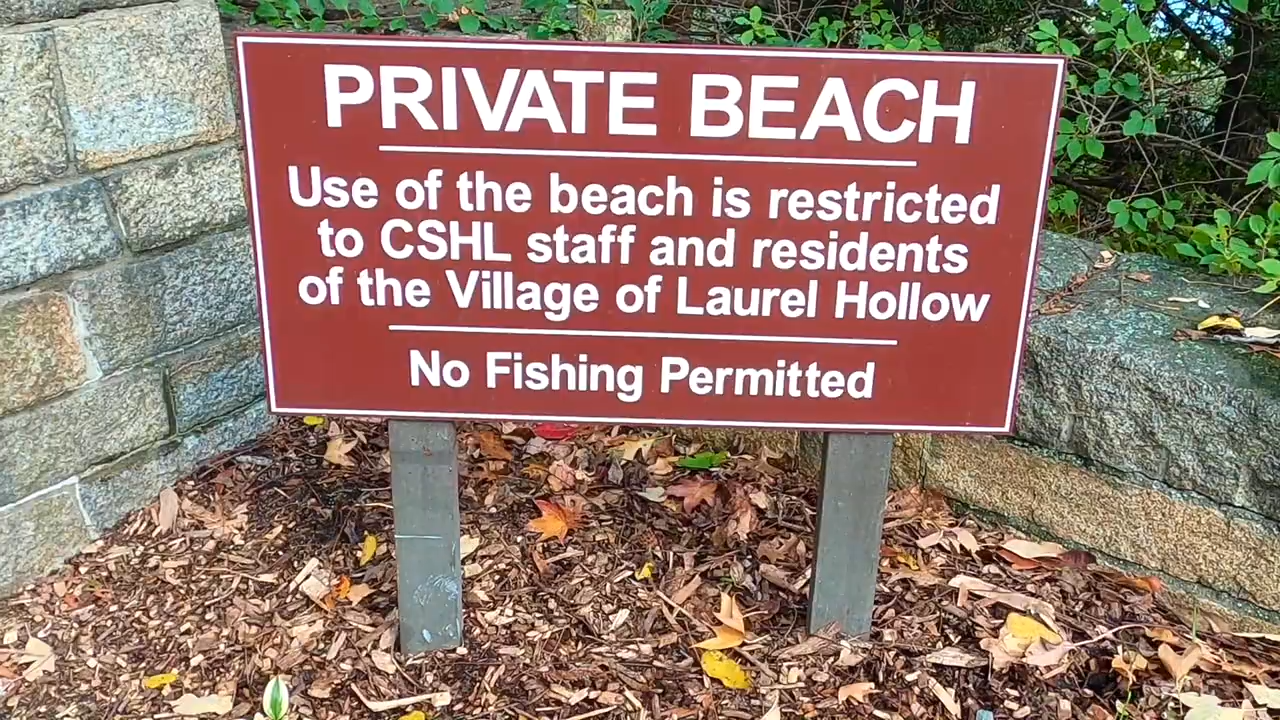 PRIVATE BEACH
Use of the beach is restricted
to CSHL staff and residents
of the Village of Laurel Hollow
No Fishing Permitted